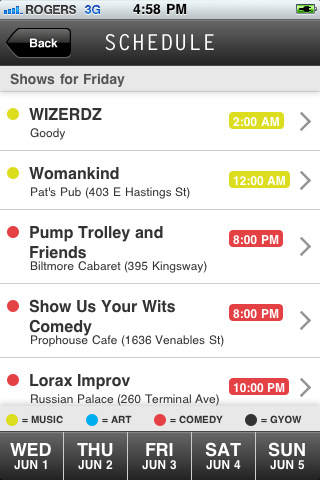 ROGERS 3G 4:58 PM
Back SCHEDULE
Shows for Friday
WIZERDZ
Goody
2:00 AM
Womankind
Pat's Pub (403 E Hastings St)
12:00 AM
Pump Trolley and
Friends
Biltmore Cabaret (395 Kingsway)
8:00 PM
Show Us Your Wits
Comedy
Prophouse Cafe (1636 Venables St)
8:00 PM
Lorax Improv
Russian Palace (260 Terminal Ave)
10:00 PM
= MUSIC = ART = COMEDY = GYOW
WED THU FRI SAT SUN
JUN 1 JUN 2 JUN 3 JUN 4 JUN 5